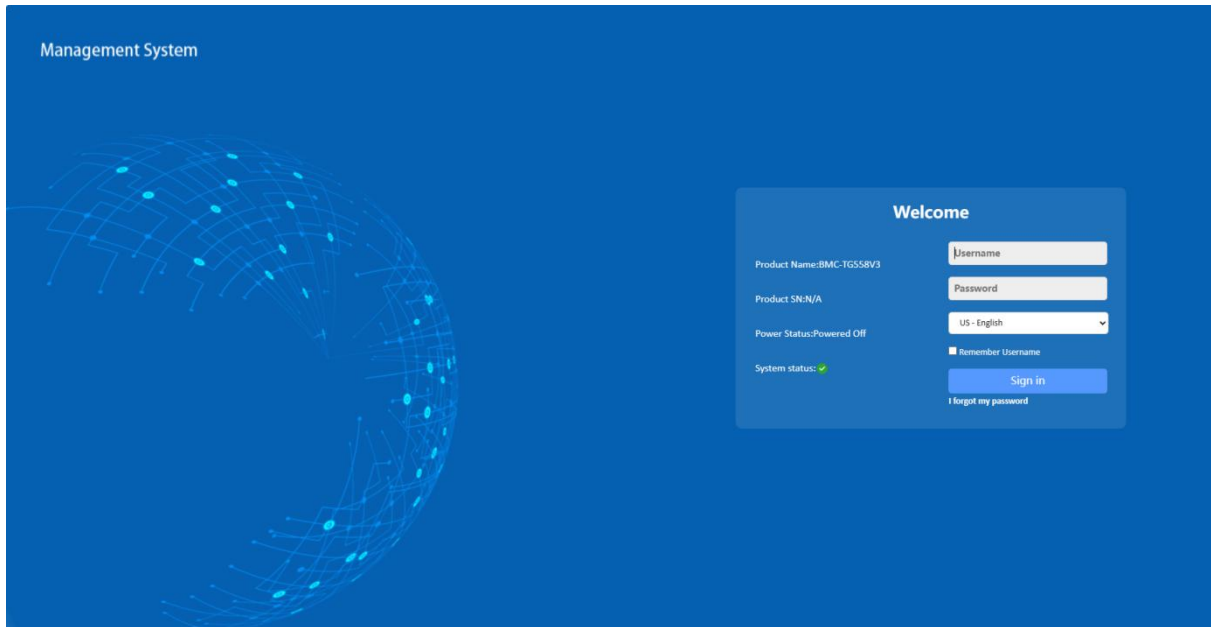 Management System
Welcome
Product Name:BMC-TGS58V3
Product SN:N/A
Power Status:Powered Off
System status:
Username
Password
US - English
Remember Username
Sign in
I forgot my password